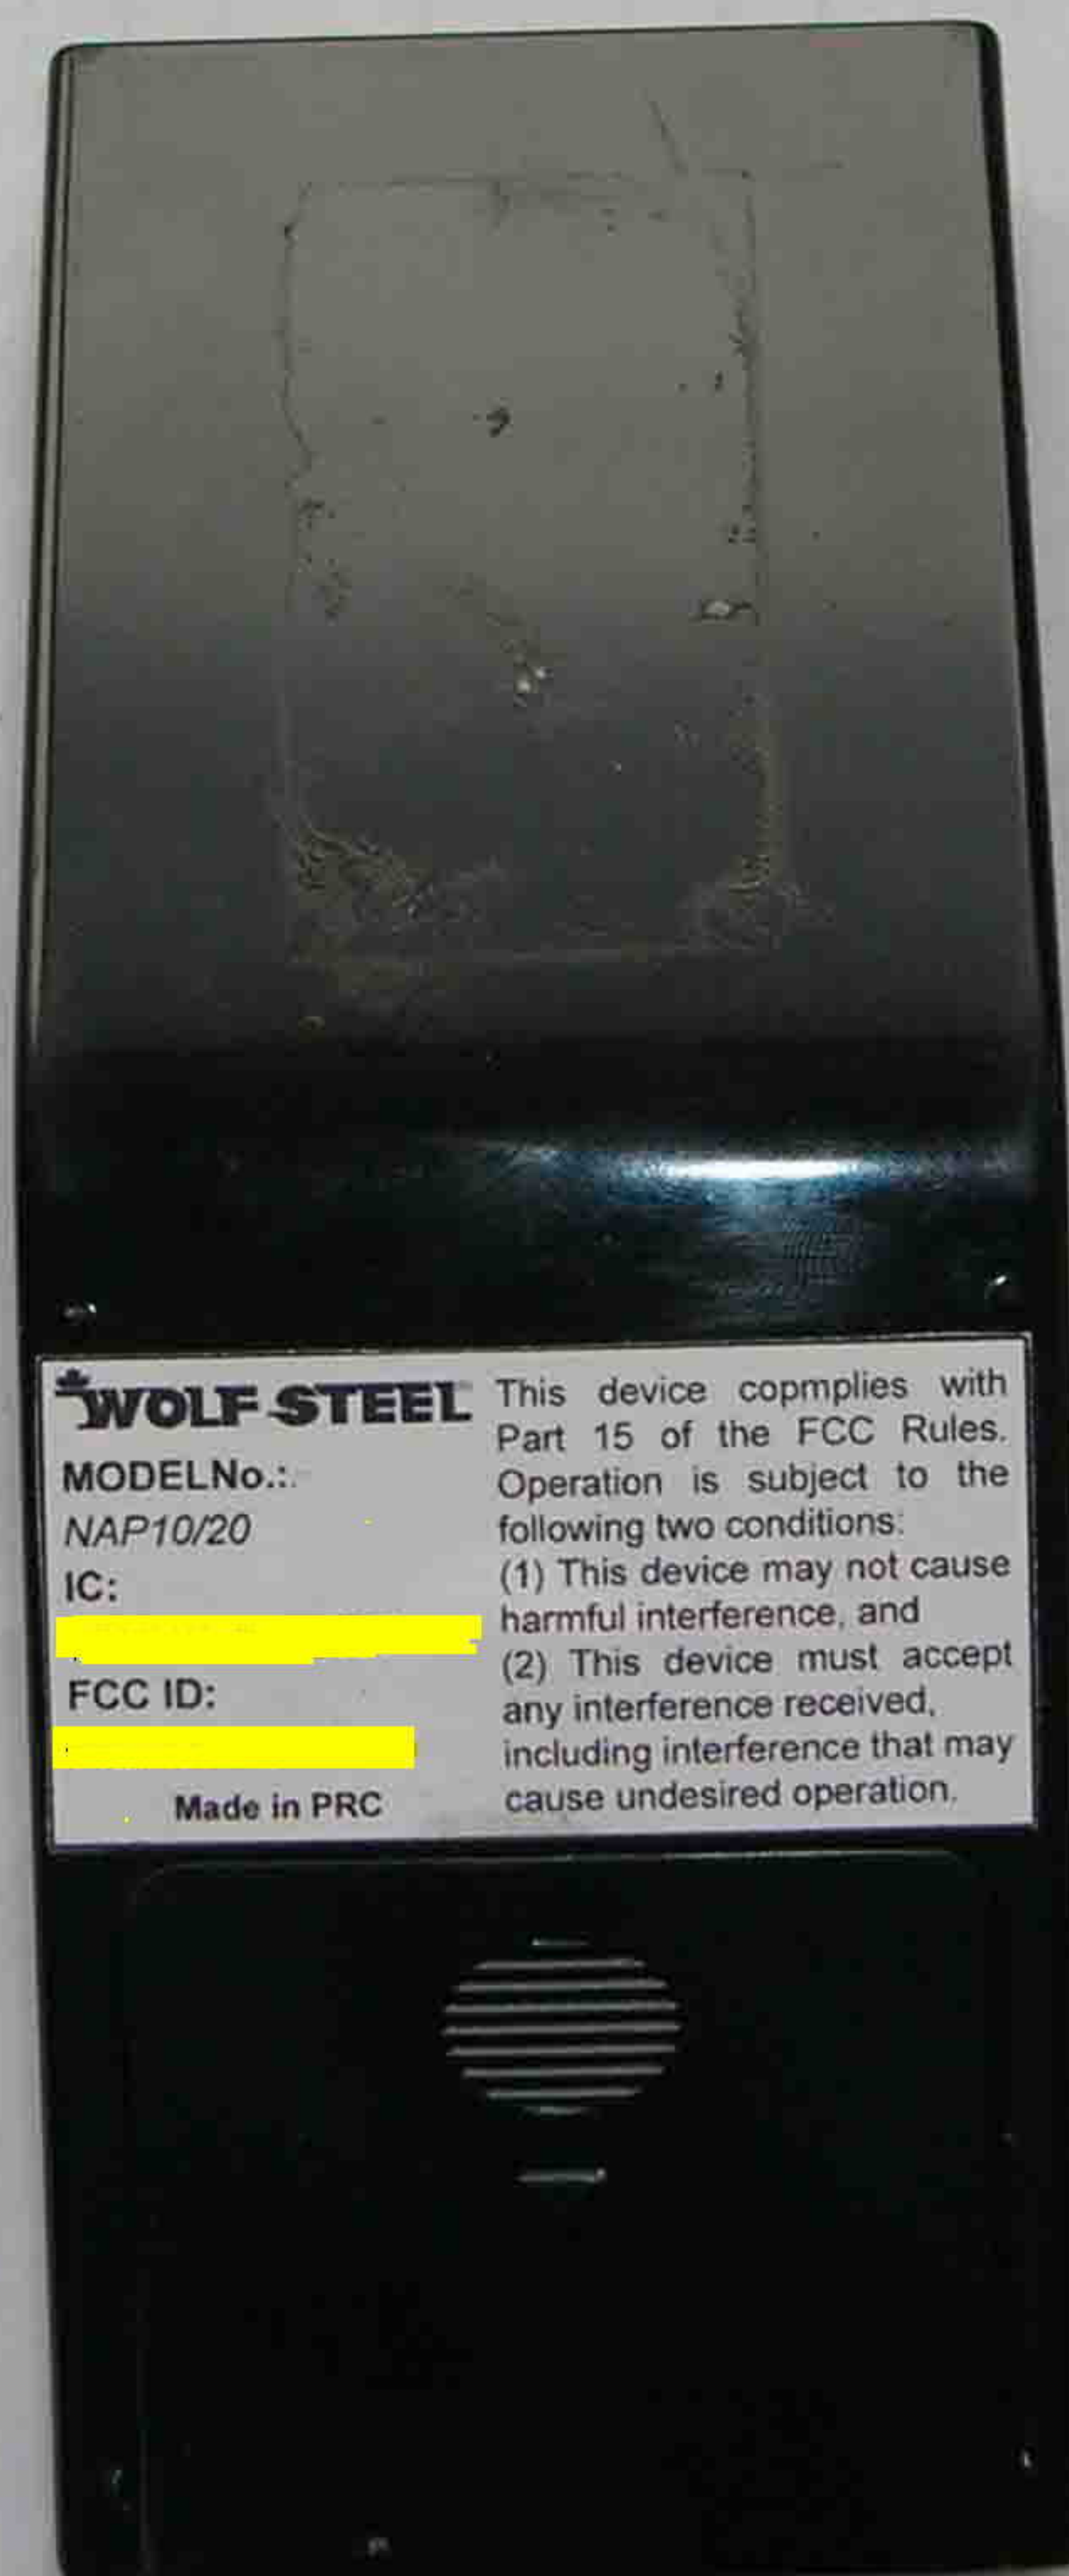 WOLF STEEL
MODELNo.:
NAP10/20
IC:
FCC ID:
Made in PRC
This device copmplies with
Part 15 of the FCC Rules.
Operation is subject to the
following two conditions:
(1) This device may not cause
harmful interference, and
(2) This device must accept
any interference received,
including interference that may
cause undesired operation.